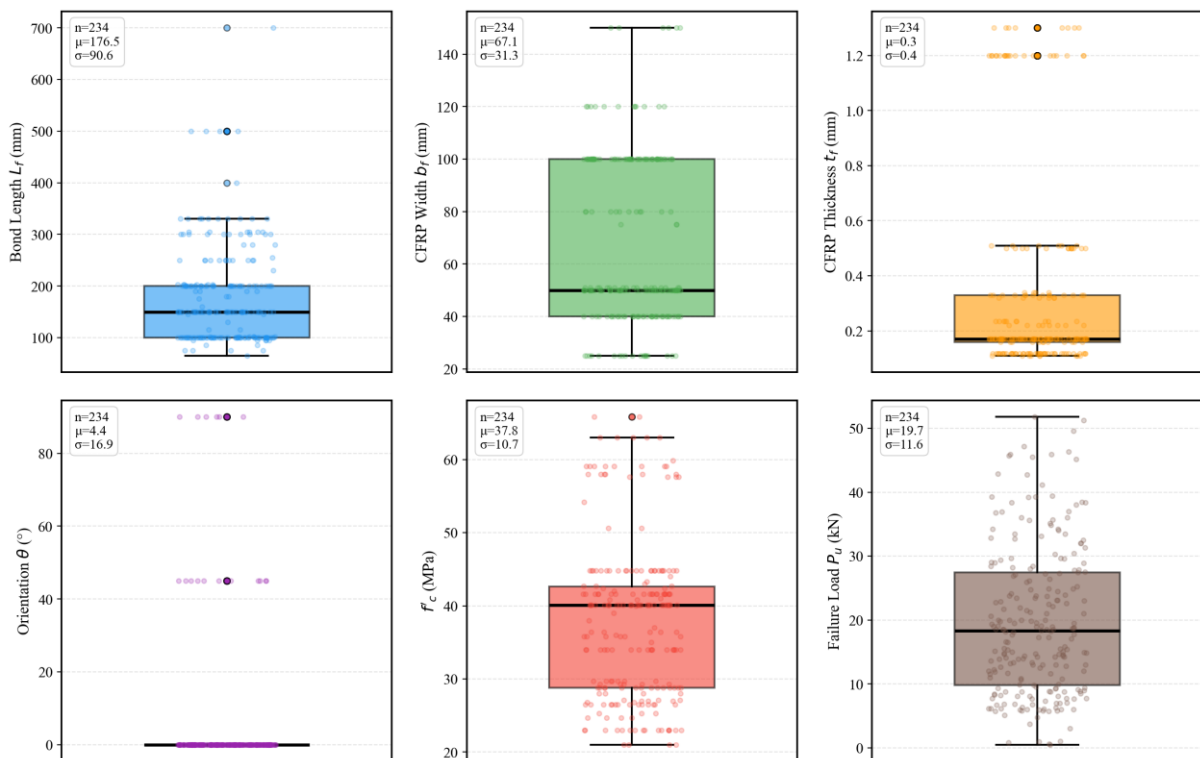 Bond Length L_f (mm)
700
600
500
400
300
200
100
n=234
μ=176.5
σ=90.6
CFRP Width b_f (mm)
140
120
100
80
60
40
20
n=234
μ=67.1
σ=31.3
CFRP Thickness t_f (mm)
1.2
1.0
0.8
0.6
0.4
0.2
n=234
μ=0.3
σ=0.4
Orientation θ (°)
80
60
40
20
0
n=234
μ=4.4
σ=16.9
f'_c (MPa)
60
50
40
30
20
n=234
μ=37.8
σ=10.7
Failure Load P_u (kN)
50
40
30
20
10
0
n=234
μ=19.7
σ=11.6